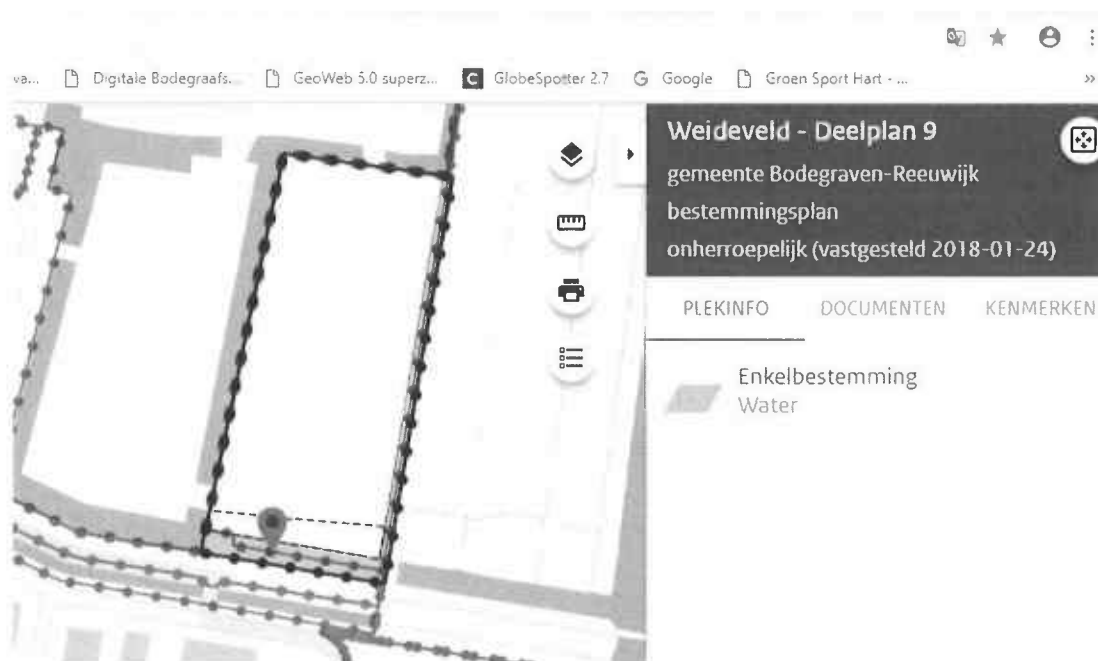 va... Digitale Bodegraafs... GeoWeb 5.0 superz... C GlobeSpotter 2.7 G Google Groen Sport Hart - ... »
Weideveld - Deelplan 9
gemeente Bodegraven-Reeuwijk
bestemmingsplan
onherroepelijk (vastgesteld 2018-01-24)
PLEKINFO DOCUMENTEN KENMERKEN
Enkelbestemming
Water